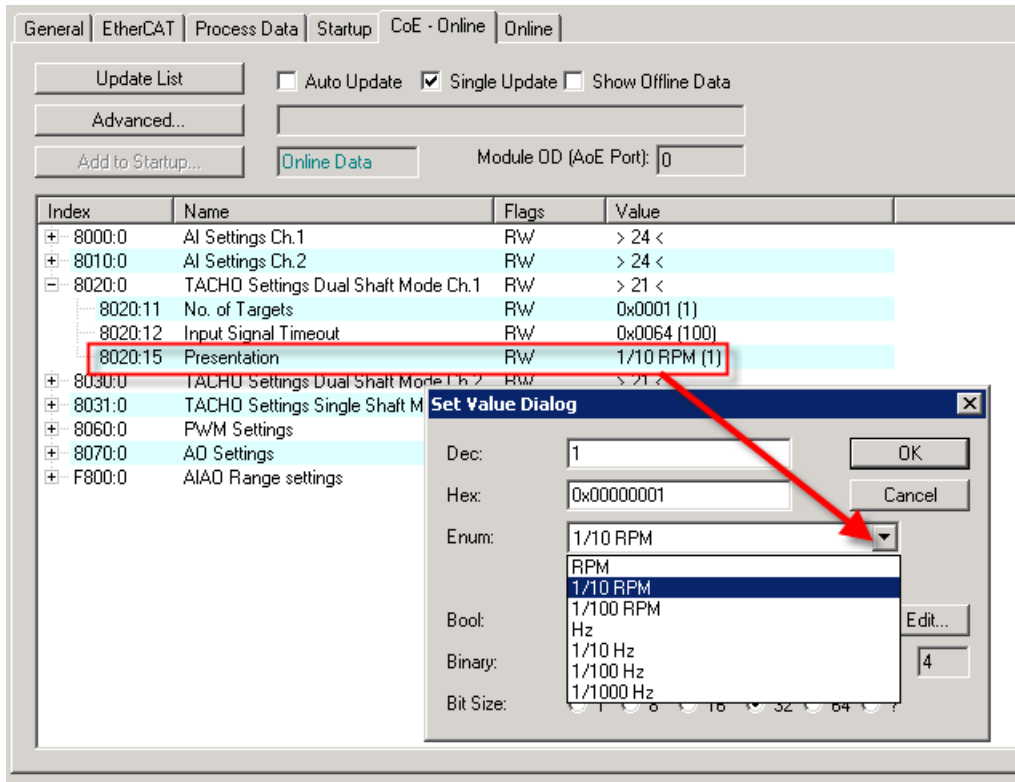 General EtherCAT Process Data Startup CoE - Online Online
Update List Auto Update Single Update Show Offline Data
Advanced...
Add to Startup... Online Data Module OD (AoE Port): 0
Index Name Flags Value
8000:0 AI Settings Ch.1 RW > 24 <
8010:0 AI Settings Ch.2 RW > 24 <
8020:0 TACHO Settings Dual Shaft Mode Ch.1 RW > 21 <
8020:11 No. of Targets RW 0x0001 (1)
8020:12 Input Signal Timeout RW 0x0064 (100)
8020:15 Presentation RW 1/10 RPM (1)
8030:0 TACHO Settings Dual Shaft Mode Ch.2 RW > 21 <
8031:0 TACHO Settings Single Shaft M
8060:0 PWM Settings
8070:0 AO Settings
F800:0 AIAO Range settings
Set Value Dialog
Dec: 1 OK
Hex: 0x00000001 Cancel
Enum: 1/10 RPM
RPM
1/10 RPM
1/100 RPM
Hz
1/10 Hz
1/100 Hz
1/1000 Hz
Bool: Edit...
Binary: 4
Bit Size: 1 8 16 32 64 ?